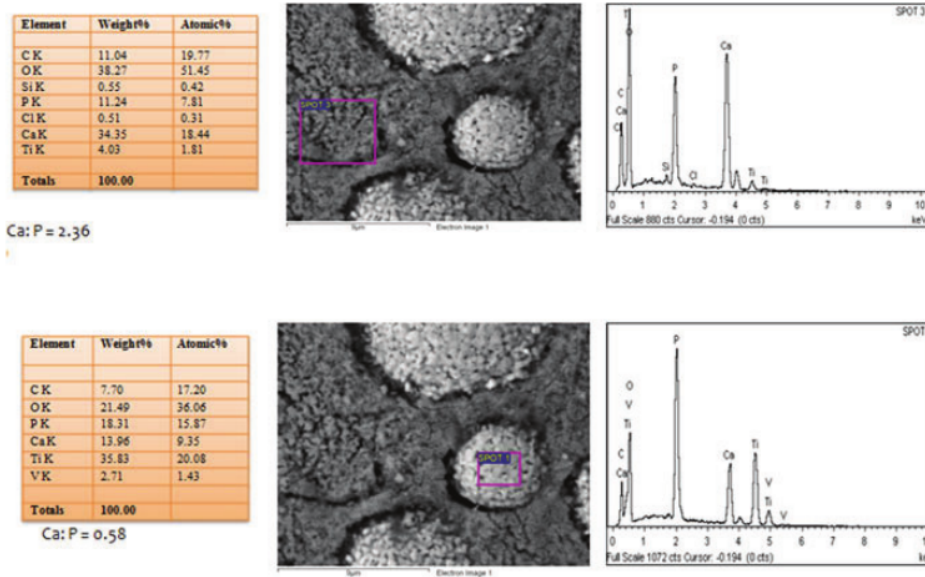 Element Weight% Atomic%
C K 11.04 19.77
O K 38.27 51.45
Si K 0.55 0.42
P K 11.24 7.81
Cl K 0.51 0.31
Ca K 34.35 18.44
Ti K 4.03 1.81
Totals 100.00
Ca: P = 2.36
SPOT 3
5µm Electron Image 1
SPOT 3
Ti
O
Ca
P
C
Ca
Cl
Si
Cl
Ti
Ti
0 1 2 3 4 5 6 7 8 9 10
Full Scale 880 cts Cursor: -0.194 (0 cts) keV
Element Weight% Atomic%
C K 7.70 17.20
O K 21.49 36.06
P K 18.31 15.87
Ca K 13.96 9.35
Ti K 35.83 20.08
V K 2.71 1.43
Totals 100.00
Ca: P = 0.58
SPOT 1
5µm Electron Image 1
SPOT
P
O
V
Ti
Ca
Ti
C
Ca
V
Ti
V
0 1 2 3 4 5 6 7 8 9 1
Full Scale 1072 cts Cursor: -0.194 (0 cts) ke